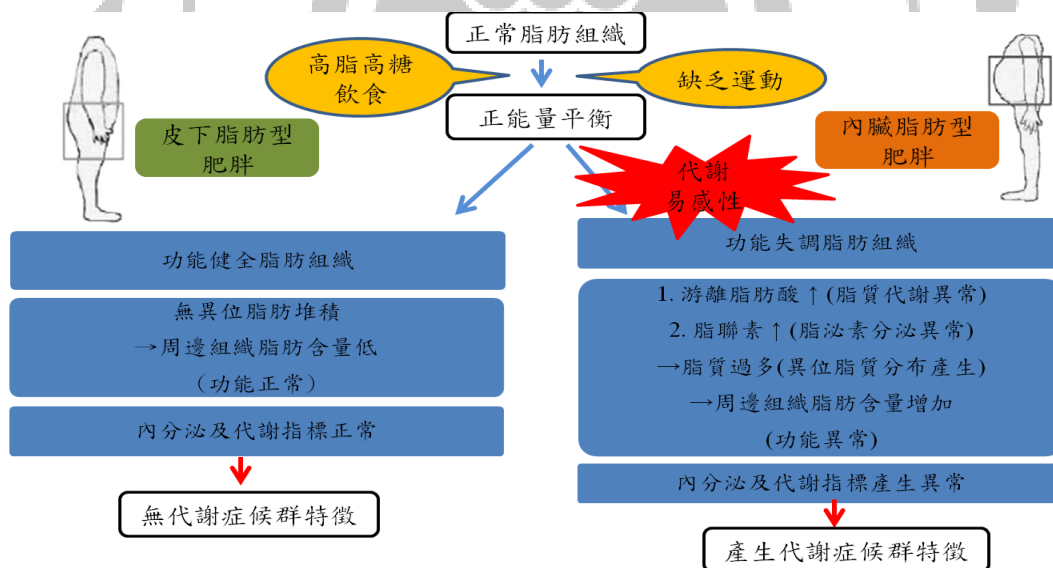 正常脂肪組織
高脂高糖
飲食
缺乏運動
正能量平衡
皮下脂肪型
肥胖
內臟脂肪型
肥胖
代謝
易感性
功能健全脂肪組織
無異位脂肪堆積
→周邊組織脂肪含量低
（功能正常）
內分泌及代謝指標正常
無代謝症候群特徵
功能失調脂肪組織
1. 游離脂肪酸↑(脂質代謝異常)
2. 脂聯素↑(脂泌素分泌異常)
→脂質過多(異位脂質分布產生)
→周邊組織脂肪含量增加
(功能異常)
內分泌及代謝指標產生異常
產生代謝症候群特徵